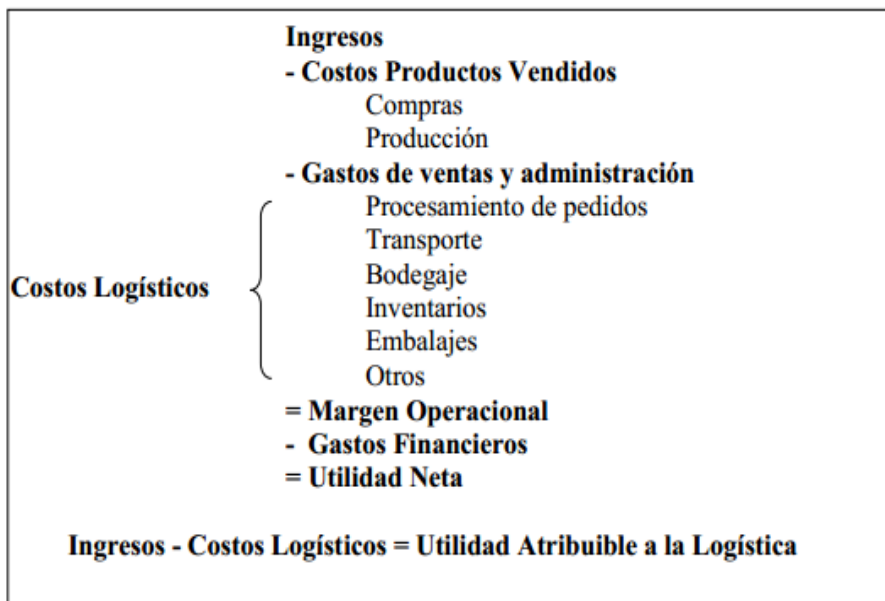 Ingresos
- Costos Productos Vendidos
Compras
Producción
- Gastos de ventas y administración
Procesamiento de pedidos
Transporte
Costos Logísticos
Bodegaje
Inventarios
Embalajes
Otros
= Margen Operacional
- Gastos Financieros
= Utilidad Neta
Ingresos - Costos Logísticos = Utilidad Atribuible a la Logística